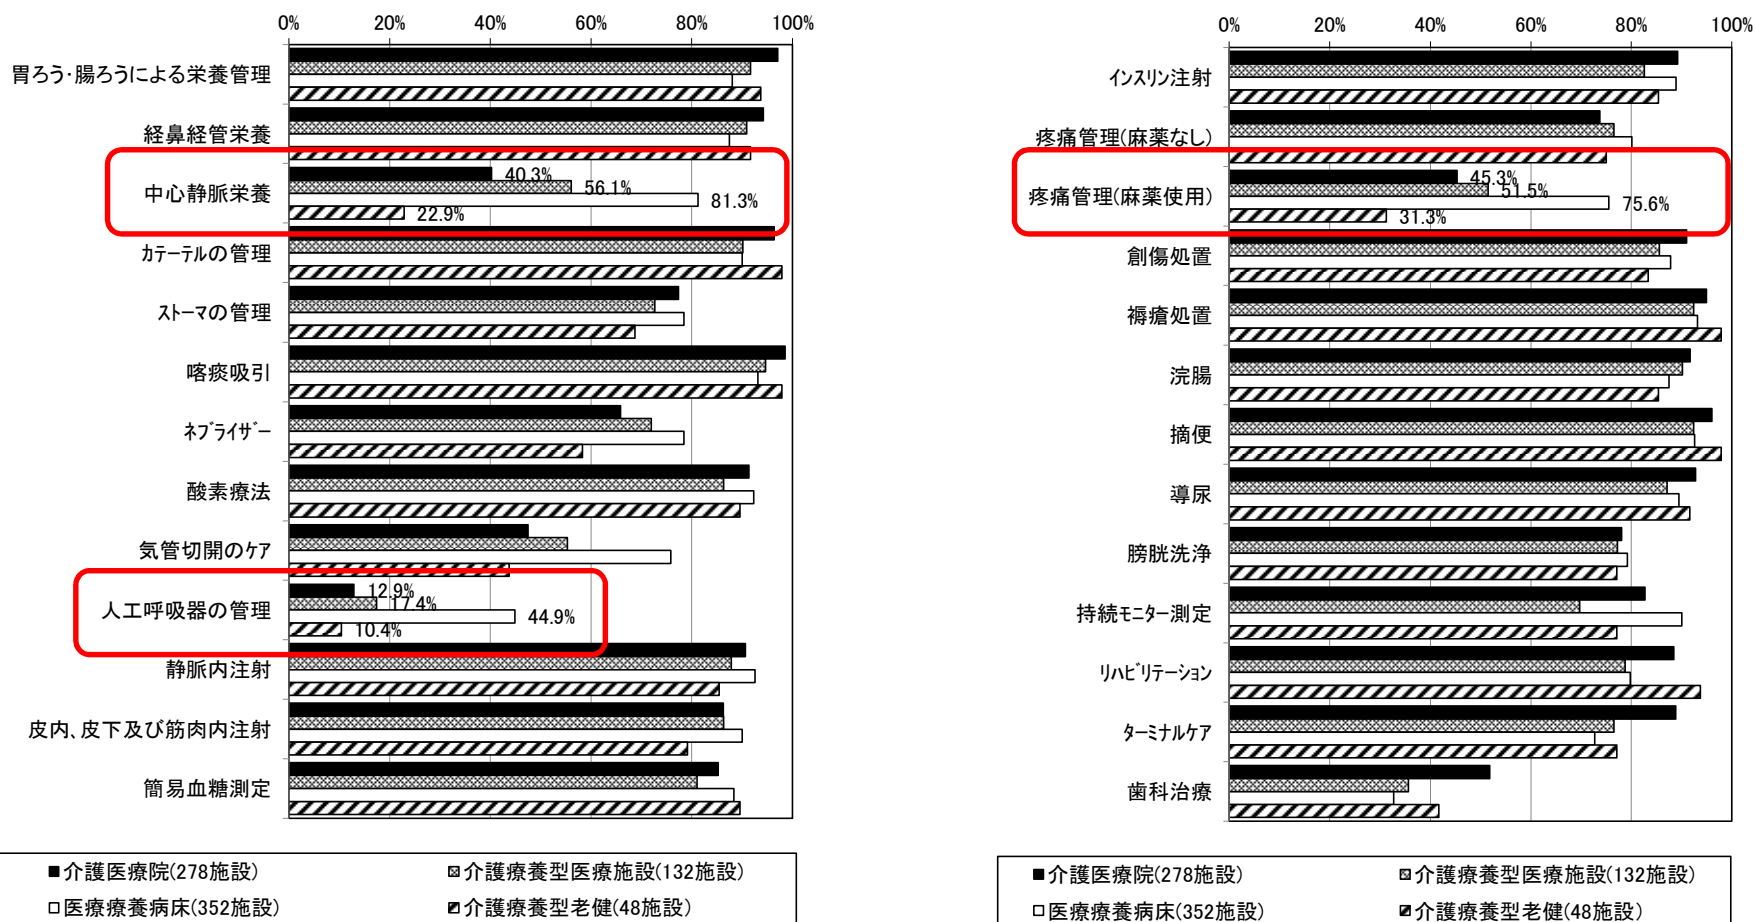 0% 20% 40% 60% 80% 100%
胃ろう・腸ろうによる栄養管理
経鼻経管栄養
中心静脈栄養
40.3%
56.1%
81.3%
22.9%
ｶﾃｰﾃﾙの管理
ｽﾄｰﾏの管理
喀痰吸引
ﾈﾌﾞﾗｲｻﾞｰ
酸素療法
気管切開のｹｱ
人工呼吸器の管理
12.9%
17.4%
44.9%
10.4%
静脈内注射
皮内、皮下及び筋肉内注射
簡易血糖測定
■介護医療院(278施設) 介護療養型医療施設(132施設)
□医療療養病床(352施設) 介護療養型老健(48施設)
0% 20% 40% 60% 80% 100%
ｲﾝｽﾘﾝ注射
疼痛管理(麻薬なし)
疼痛管理(麻薬使用)
45.3%
51.5%
75.6%
31.3%
創傷処置
褥瘡処置
浣腸
摘便
導尿
膀胱洗浄
持続ﾓﾆﾀｰ測定
ﾘﾊﾋﾞﾘﾃｰｼｮﾝ
ﾀｰﾐﾅﾙｹｱ
歯科治療
■介護医療院(278施設) 介護療養型医療施設(132施設)
□医療療養病床(352施設) 介護療養型老健(48施設)